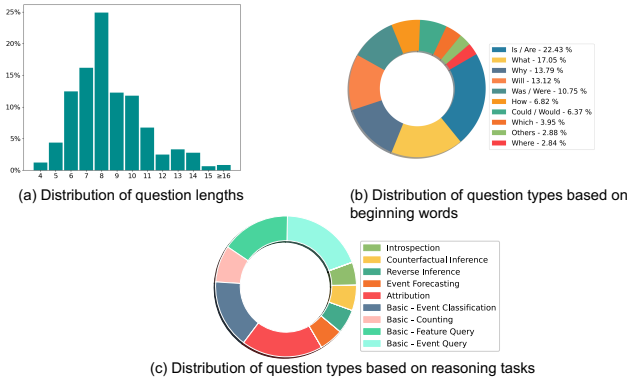 25%
20%
15%
10%
5%
0%
4 5 6 7 8 9 10 11 12 13 14 15 ≥16
(a) Distribution of question lengths
Is / Are - 22.43 %
What - 17.05 %
Why - 13.79 %
Will - 13.12 %
Was / Were - 10.75 %
How - 6.82 %
Could / Would - 6.37 %
Which - 3.95 %
Others - 2.88 %
Where - 2.84 %
(b) Distribution of question types based on
beginning words
Introspection
Counterfactual Inference
Reverse Inference
Event Forecasting
Attribution
Basic – Event Classification
Basic – Counting
Basic – Feature Query
Basic – Event Query
(c) Distribution of question types based on reasoning tasks